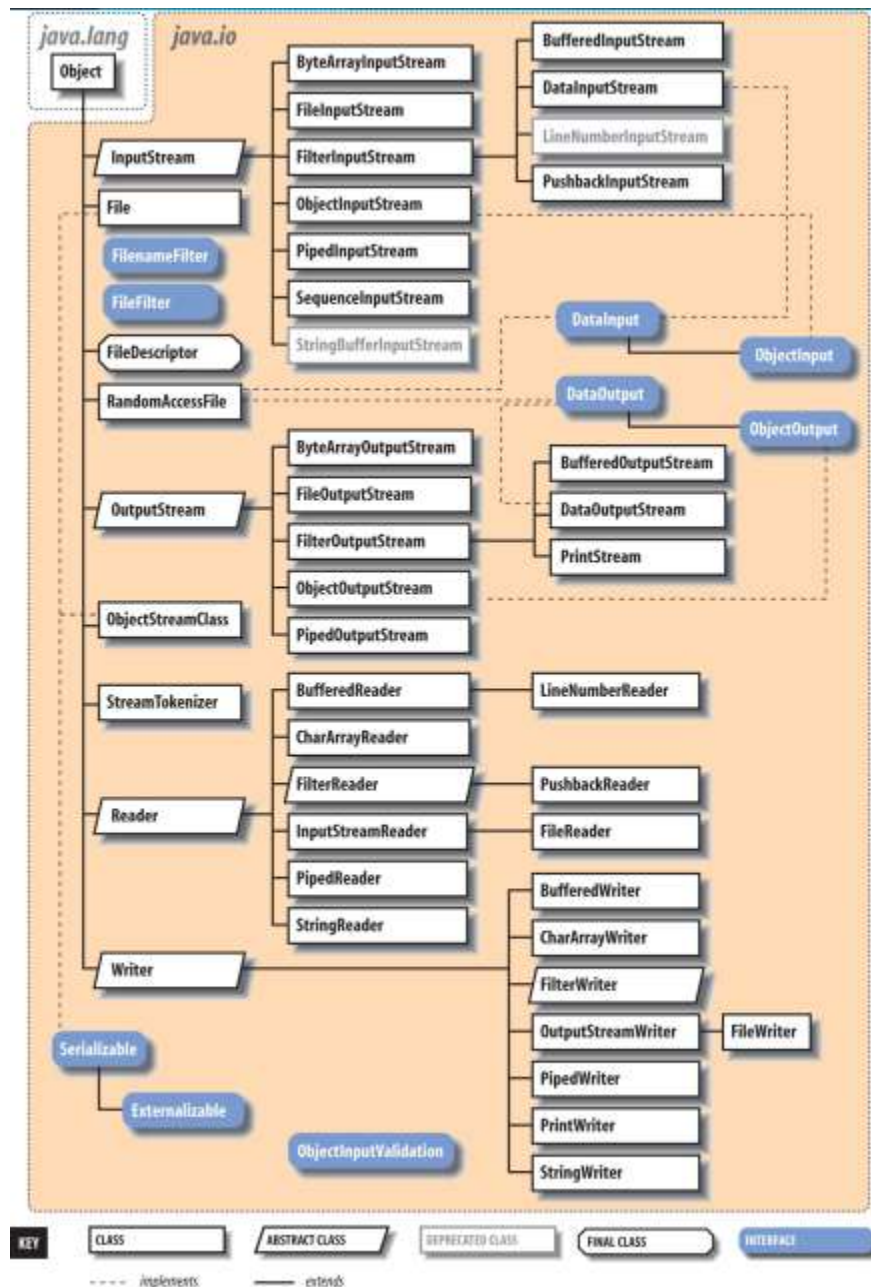 java.lang
java.io
Object
InputStream
File
FilenameFilter
FileFilter
FileDescriptor
RandomAccessFile
OutputStream
ObjectStreamClass
StreamTokenizer
Reader
Writer
Serializable
Externalizable
ByteArrayInputStream
FileInputStream
FilterInputStream
ObjectInputStream
PipedInputStream
SequenceInputStream
StringBufferInputStream
BufferedInputStream
DataInputStream
LineNumberInputStream
PushbackInputStream
DataInput
ObjectInput
DataOutput
ObjectOutput
ByteArrayOutputStream
FileOutputStream
FilterOutputStream
ObjectOutputStream
PipedOutputStream
BufferedOutputStream
DataOutputStream
PrintStream
BufferedReader
CharArrayReader
FilterReader
InputStreamReader
PipedReader
StringReader
LineNumberReader
PushbackReader
FileReader
BufferedWriter
CharArrayWriter
FilterWriter
OutputStreamWriter
FileWriter
PipedWriter
PrintWriter
StringWriter
ObjectInputValidation
KEY
CLASS
ABSTRACT CLASS
DEPRECATED CLASS
FINAL CLASS
INTERFACE
implements
extends